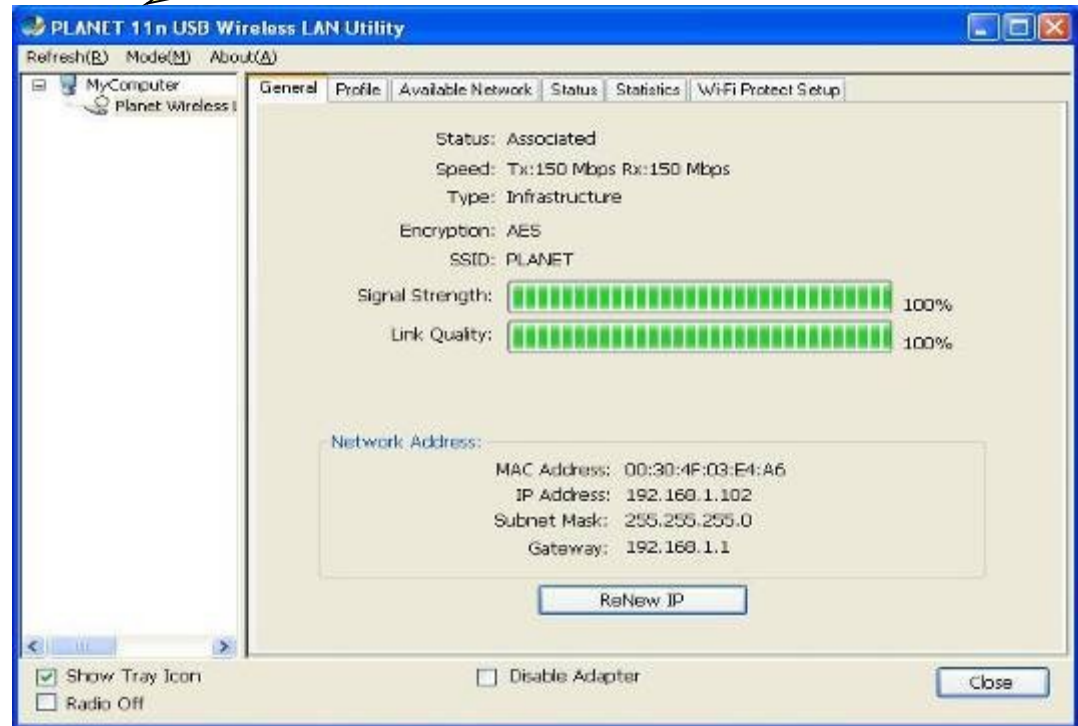 PLANET 11n USB Wireless LAN Utility
Refresh(R) Mode(M) About(A)
MyComputer
Planet Wireless L
General Profile Available Network Status Statistics Wi-Fi Protect Setup
Status: Associated
Speed: Tx:150 Mbps Rx:150 Mbps
Type: Infrastructure
Encryption: AES
SSID: PLANET
Signal Strength: 100%
Link Quality: 100%
Network Address:
MAC Address: 00:30:4F:03:E4:A6
IP Address: 192.168.1.102
Subnet Mask: 255.255.255.0
Gateway: 192.168.1.1
ReNew IP
Show Tray Icon
Disable Adapter
Close
Radio Off